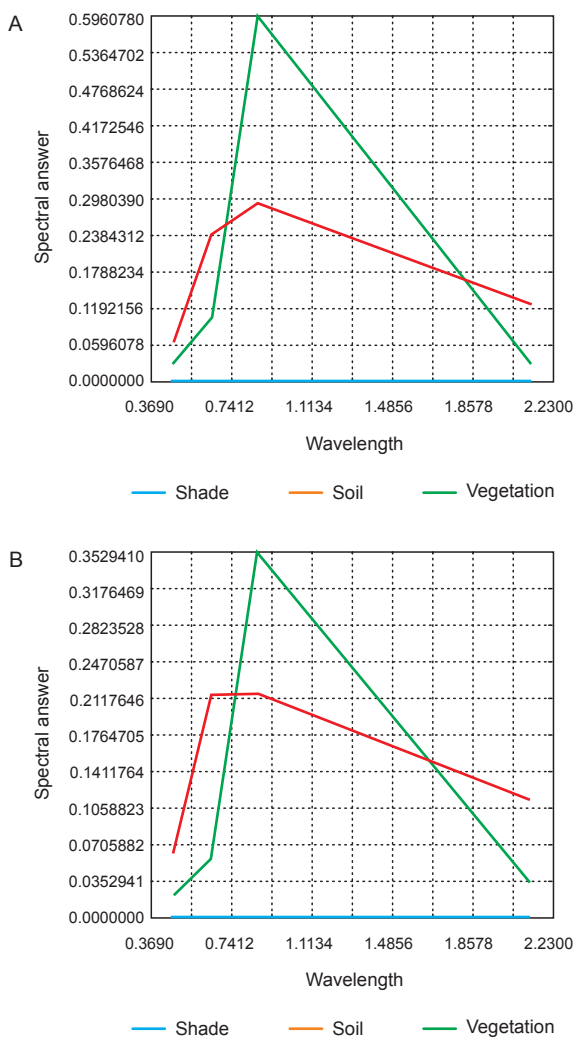 A
Spectral answer
0.5960780
0.5364702
0.4768624
0.4172546
0.3576468
0.2980390
0.2384312
0.1788234
0.1192156
0.0596078
0.0000000
0.3690 0.7412 1.1134 1.4856 1.8578 2.2300
Wavelength
Shade Soil Vegetation
B
Spectral answer
0.3529410
0.3176469
0.2823528
0.2470587
0.2117646
0.1764705
0.1411764
0.1058823
0.0705882
0.0352941
0.0000000
0.3690 0.7412 1.1134 1.4856 1.8578 2.2300
Wavelength
Shade Soil Vegetation